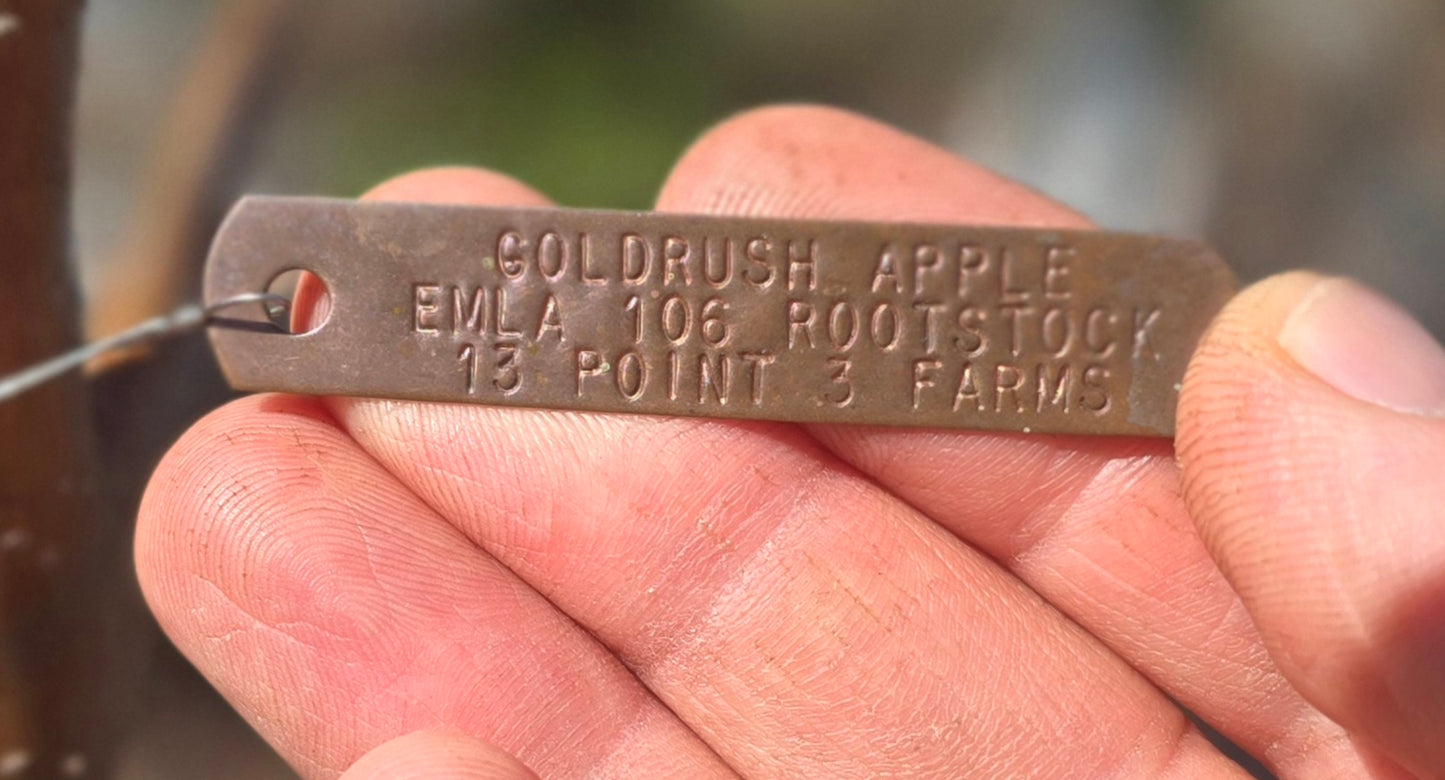 GOLDRUSH APPLE
EMLA 106 ROOTSTOCK
13 POINT 3 FARMS